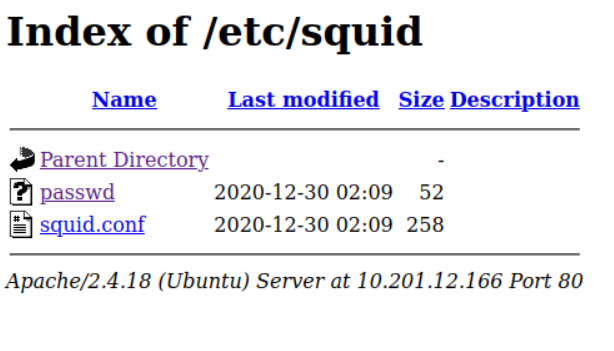 Index of /etc/squid
Name Last modified Size Description
Parent Directory -
passwd 2020-12-30 02:09 52
squid.conf 2020-12-30 02:09 258
Apache/2.4.18 (Ubuntu) Server at 10.201.12.166 Port 80